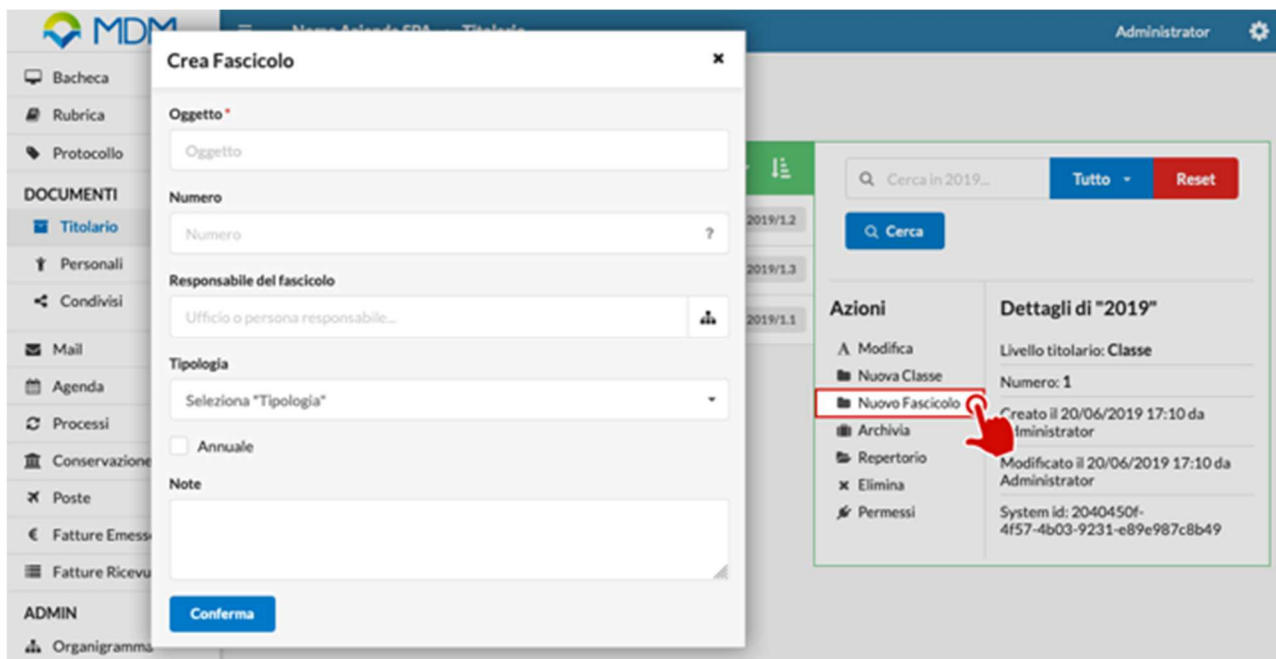 MDM
Administrator
Bacheca
Rubrica
Protocollo
DOCUMENTI
Titolario
Personali
Condivisi
Mail
Agenda
Processi
Conservazione
Poste
€ Fatture Emess
Fatture Ricevu
ADMIN
Organigramma
Crea Fascicolo
Oggetto *
Oggetto
Numero
Numero ?
Responsabile del fascicolo
Ufficio o persona responsabile...
Tipologia
Seleziona "Tipologia"
Annuale
Note
Conferma
2019/1.2
2019/1.3
2019/1.1
Cerca in 2019...
Tutto
Reset
Cerca
Azioni
Modifica
Nuova Classe
Nuovo Fascicolo
Archivia
Repertorio
Elimina
Permessi
Dettagli di "2019"
Livello titolario: Classe
Numero: 1
Creato il 20/06/2019 17:10 da
dministrator
Modificato il 20/06/2019 17:10 da
Administrator
System id: 2040450f-
4f57-4b03-9231-e89e987c8b49